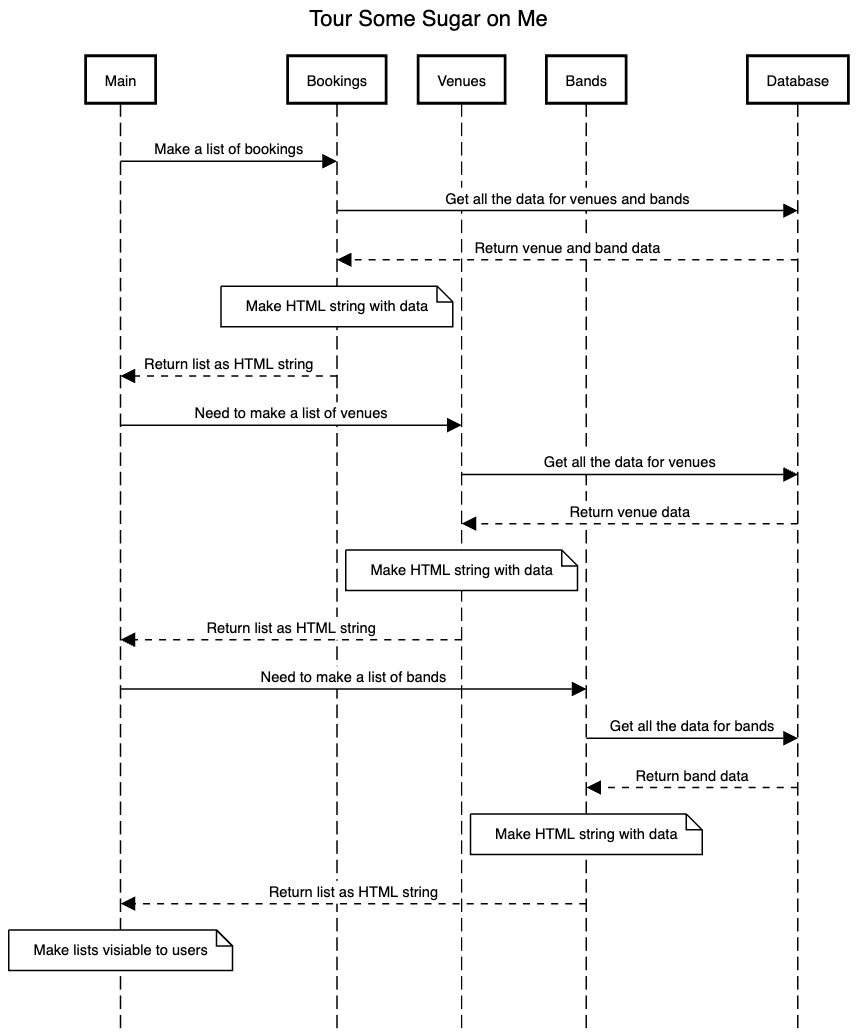 Tour Some Sugar on Me
Main
Bookings
Venues
Bands
Database
Make a list of bookings
Get all the data for venues and bands
Return venue and band data
Make HTML string with data
Return list as HTML string
Need to make a list of venues
Get all the data for venues
Return venue data
Make HTML string with data
Return list as HTML string
Need to make a list of bands
Get all the data for bands
Return band data
Make HTML string with data
Return list as HTML string
Make lists visiable to users